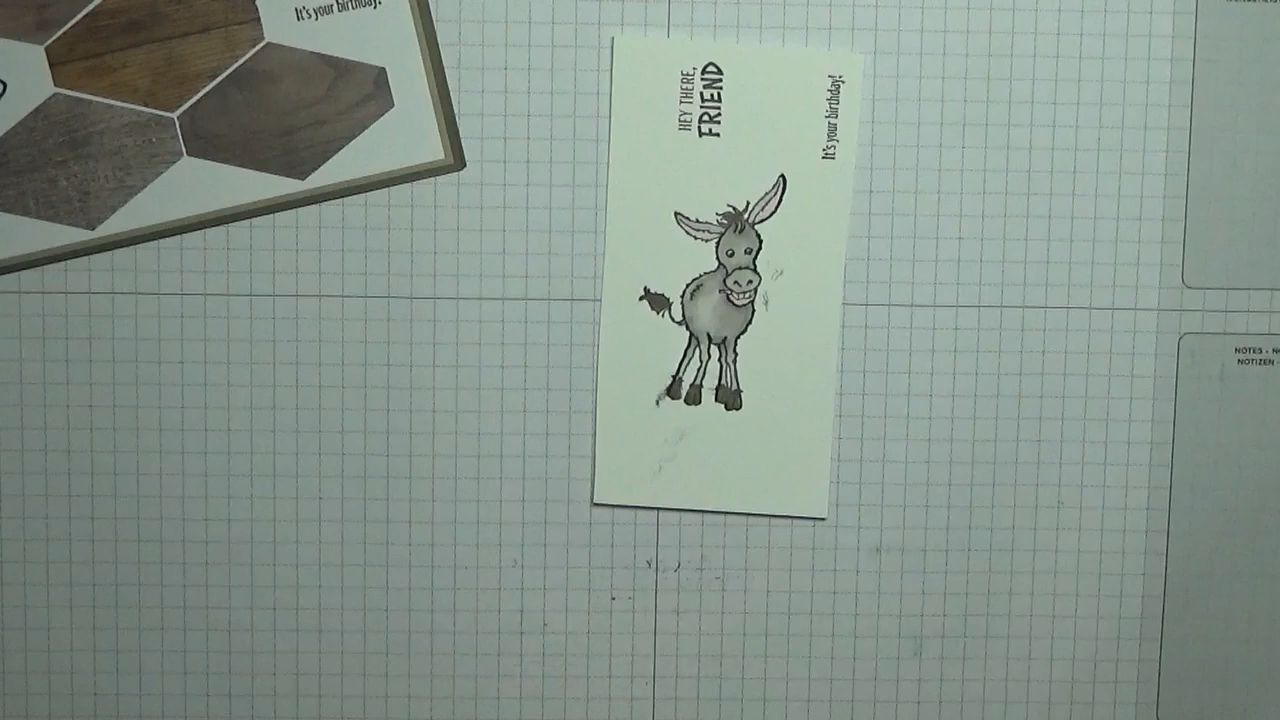 It's your birthday!
HEY THERE,
FRIEND
It's your birthday!
NOTES - N
NOTIZEN -